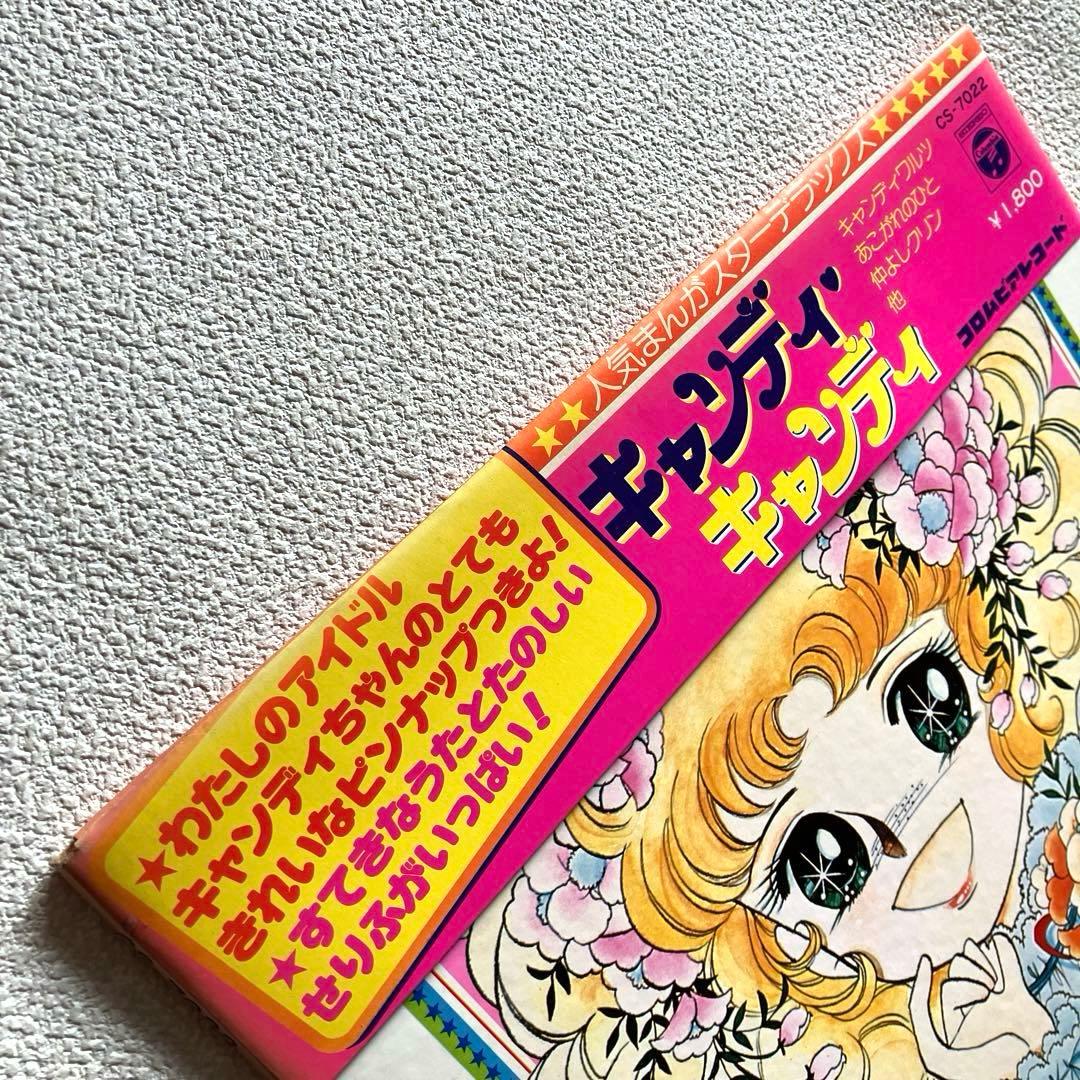 ★★人気まんがスターデラックス★★★★★
CS-7022
Columbia
¥1,800
コロムビアレコード
キャンディワルツ
あこがれのひと
仲よしクリン
他
キャンディ♥
キャンディ
★わたしのアイドル
キャンディちゃんのとても
きれいなピンナップつきよ!
★すてきなうたとたのしい
せりふがいっぱい!